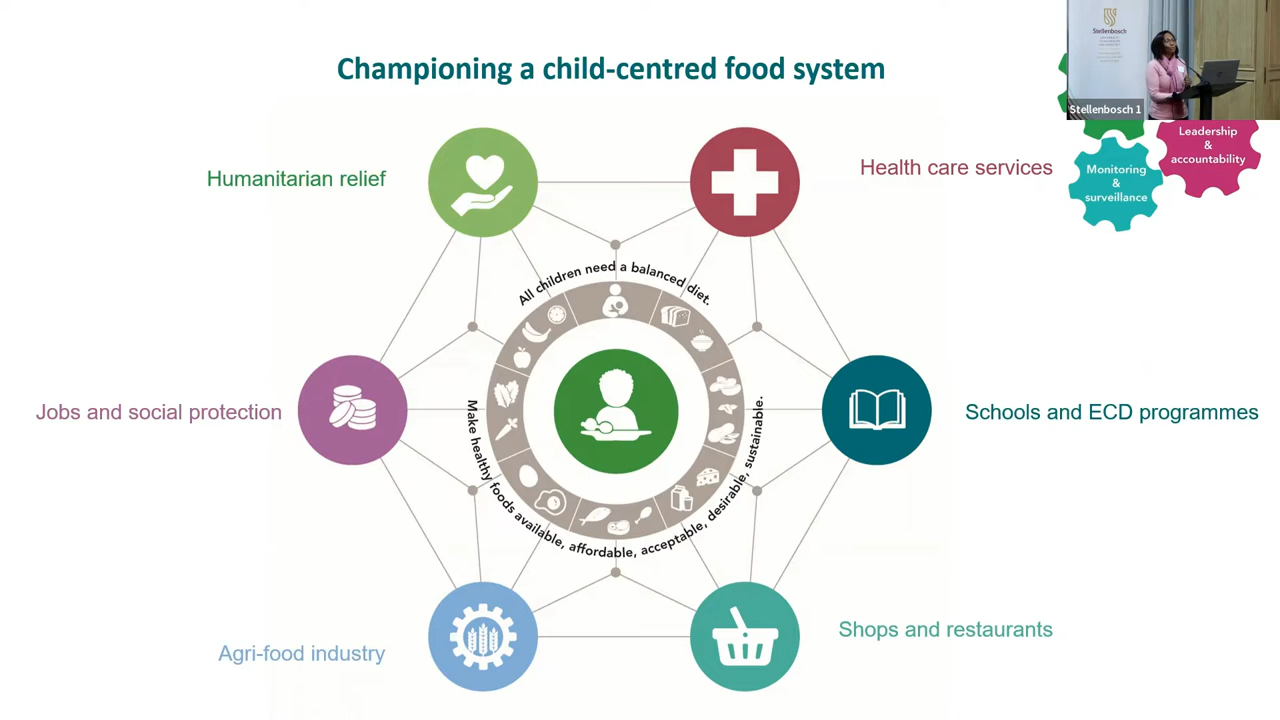 Championing a child-centred food system
Stellenbosch
Stellenbosch 1
Leadership
&
accountability
Monitoring
&
surveillance
Humanitarian relief
Health care services
All children need a balanced diet.
Jobs and social protection
Schools and ECD programmes
Make healthy foods available, affordable, acceptable, desirable, sustainable.
Agri-food industry
Shops and restaurants